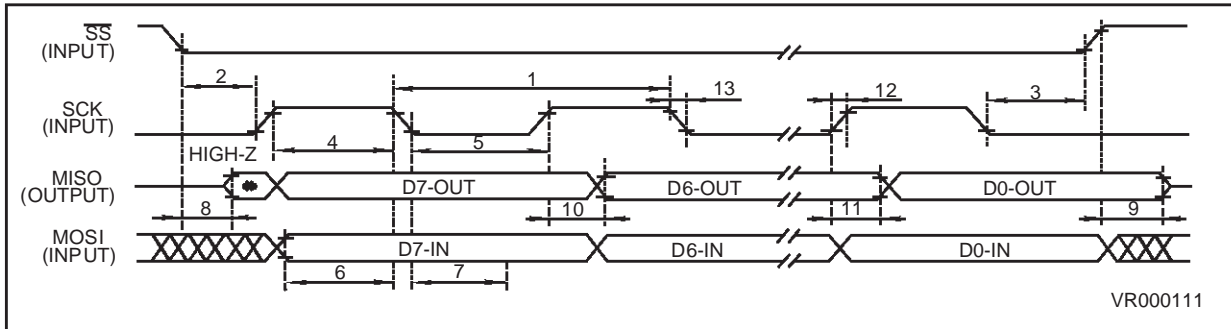 SS
(INPUT)
1
2
13
12
3
SCK
(INPUT)
4
5
HIGH-Z
MISO
(OUTPUT)
D7-OUT
D6-OUT
D0-OUT
8
10
11
9
MOSI
(INPUT)
D7-IN
D6-IN
D0-IN
6
7
VR000111